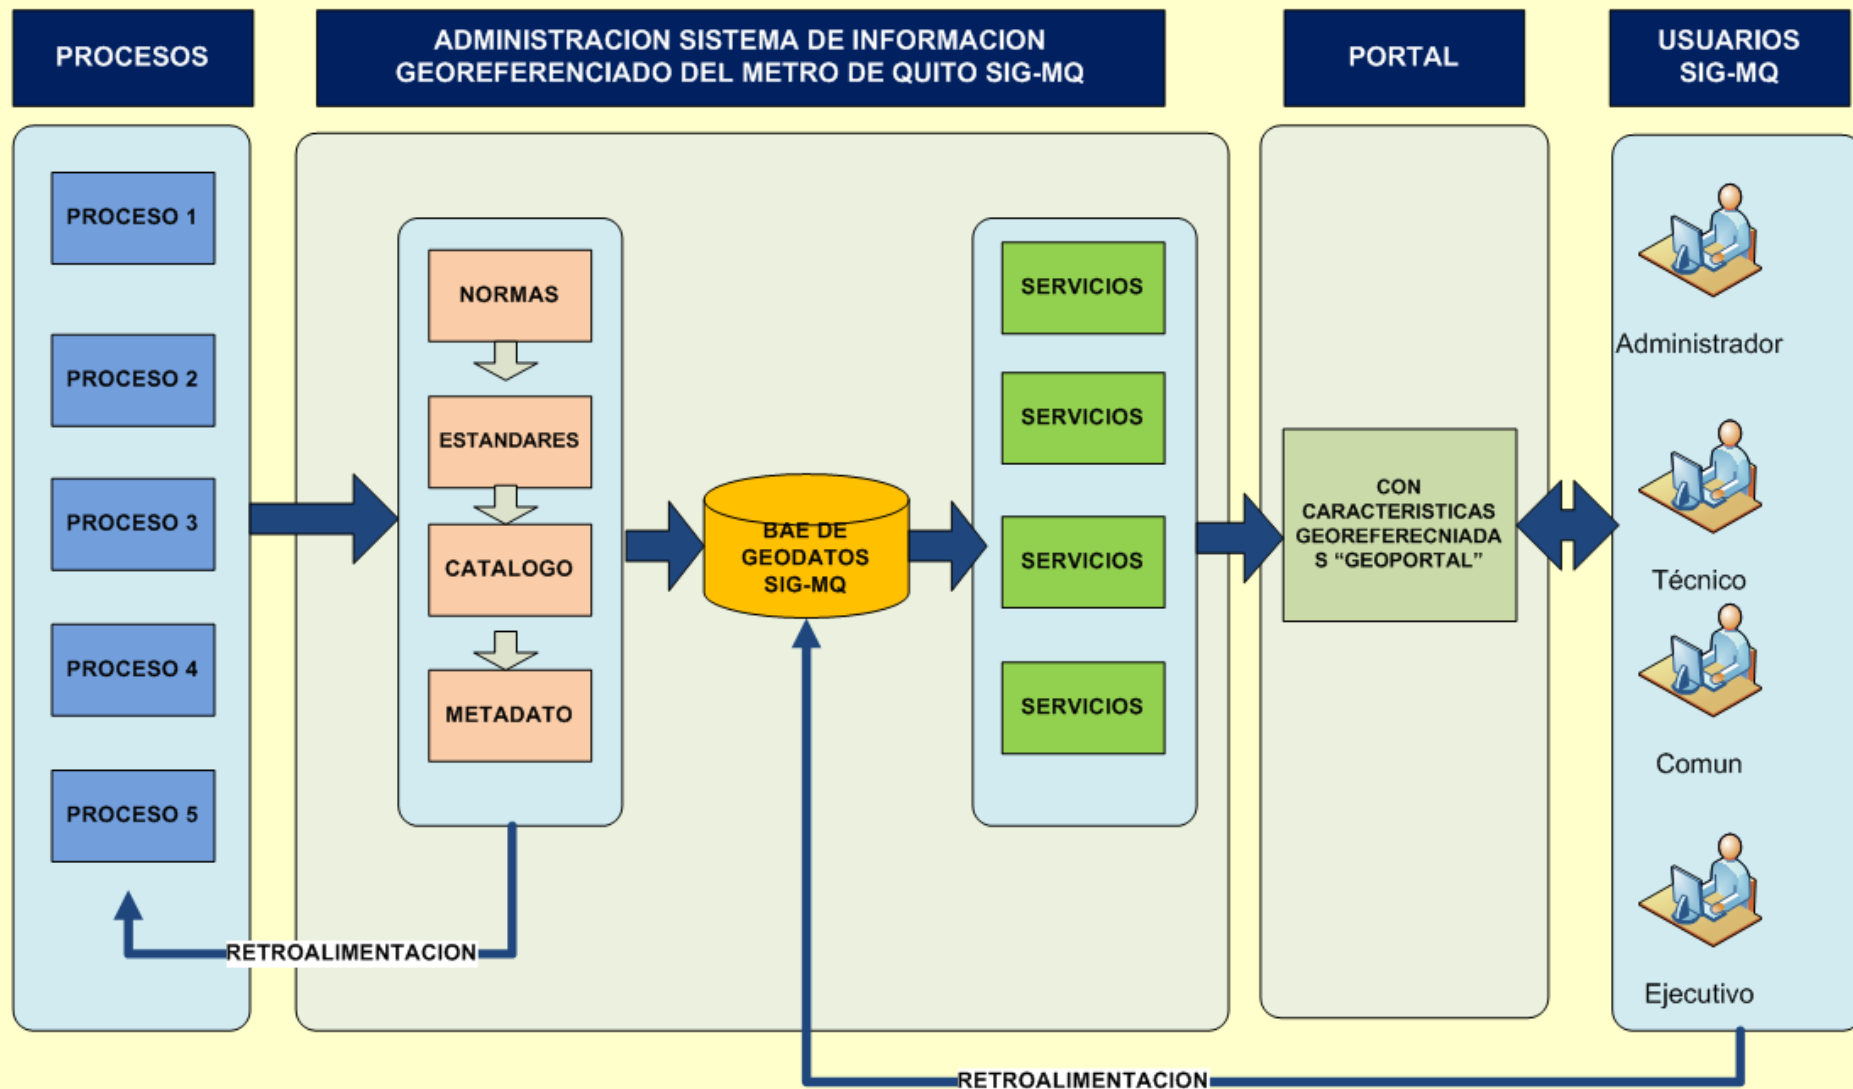 PROCESOS
ADMINISTRACION SISTEMA DE INFORMACION
GEOREFERENCIADO DEL METRO DE QUITO SIG-MQ
PORTAL
USUARIOS
SIG-MQ
PROCESO 1
PROCESO 2
PROCESO 3
PROCESO 4
PROCESO 5
NORMAS
ESTANDARES
CATALOGO
METADATO
BAE DE
GEODATOS
SIG-MQ
SERVICIOS
SERVICIOS
SERVICIOS
SERVICIOS
CON
CARACTERISTICAS
GEOREFERECNIADA
S “GEOPORTAL”
Administrador
Técnico
Comun
Ejecutivo
RETROALIMENTACION
RETROALIMENTACION